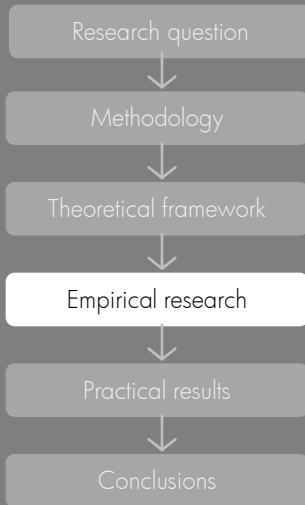 Research question
Methodology
Theoretical framework
Empirical research
Practical results
Conclusions